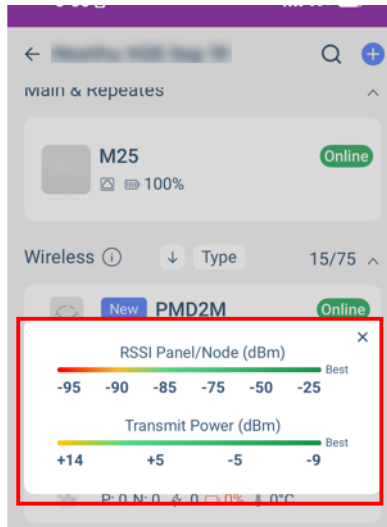 Main & Repeates
M25
Online
100%
Wireless
↓ Type
15/75
New PMD2M
Online
RSSI Panel/Node (dBm)
Best
-95 -90 -85 -75 -50 -25
Transmit Power (dBm)
Best
+14 +5 -5 -9
P: 0 N: 0 0 0% 0°C